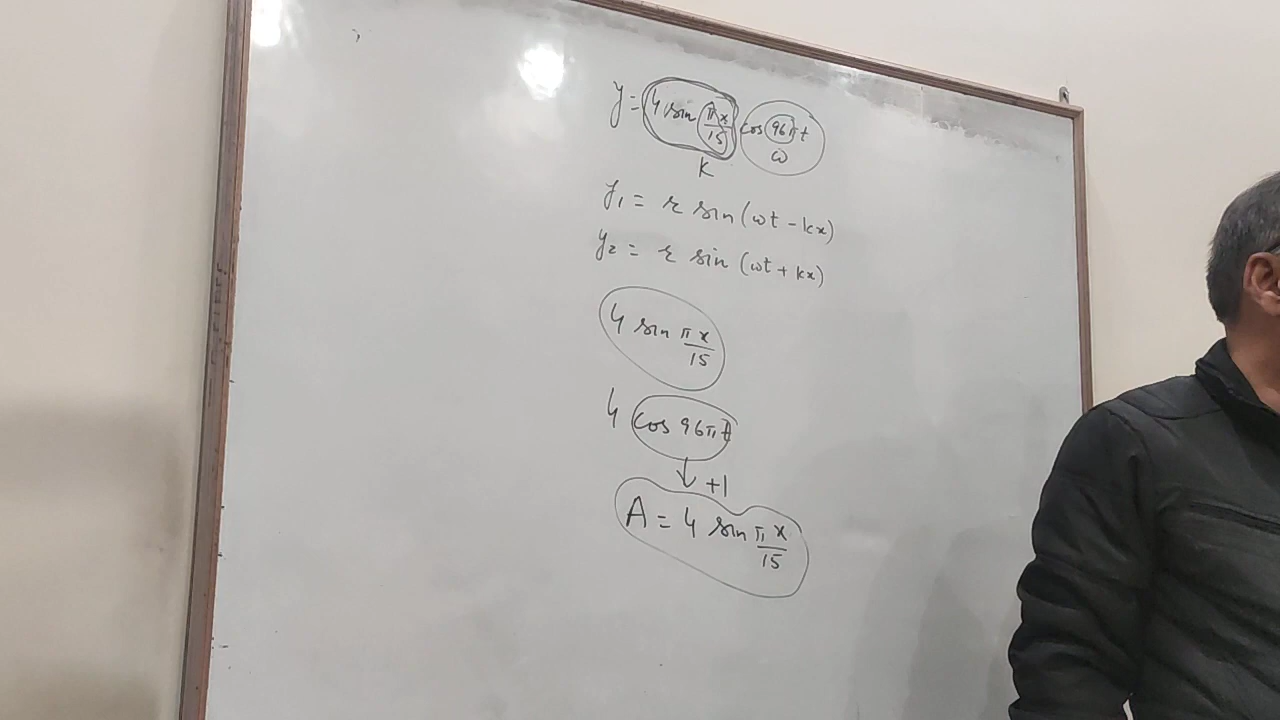 y = 4 sin πx/15 cos 96πt
K ω
y₁ = r sin (ωt - kx)
y₂ = r sin (ωt + kx)
4 sin πx/15
4 cos 96πt
↓ +1
A = 4 sin πx/15